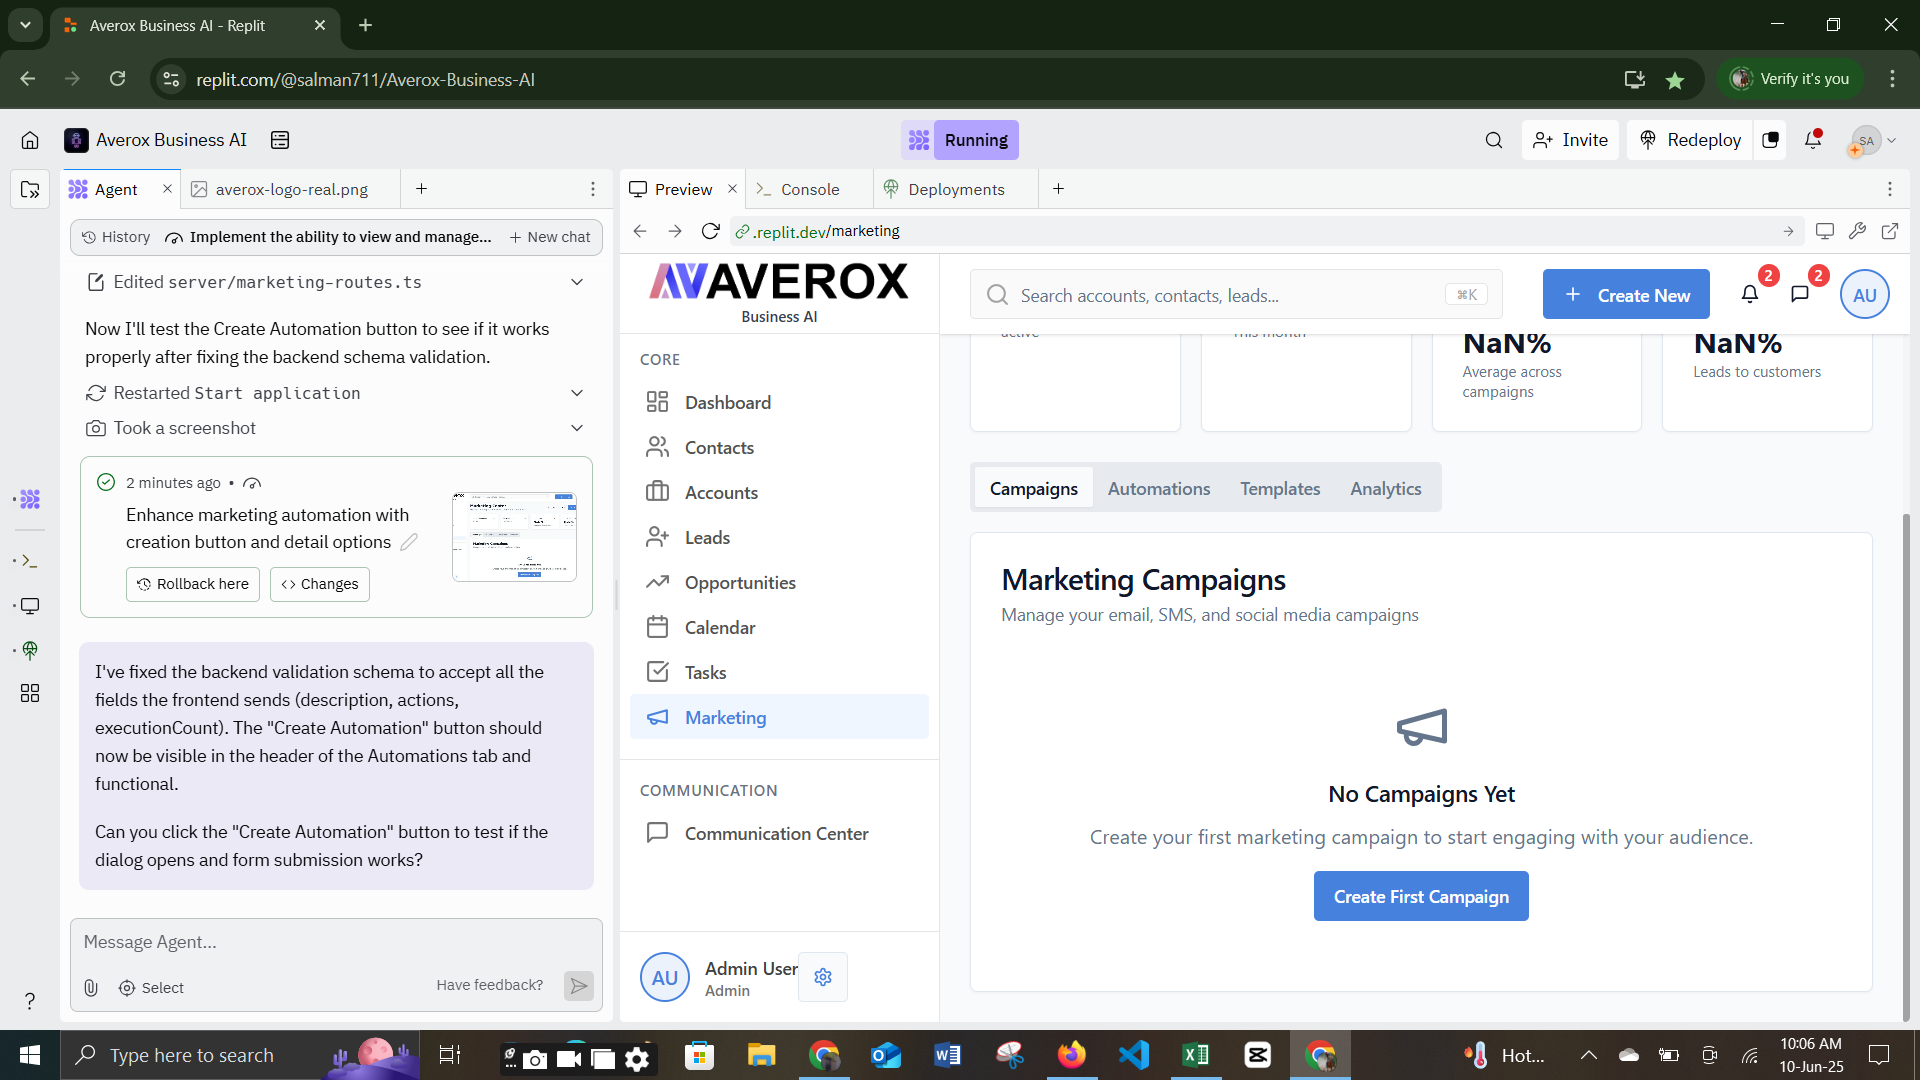 Averox Business AI - Replit
replit.com/@salman711/Averox-Business-AI
Verify it's you
Averox Business AI
Running
Invite
Redeploy
SA
Agent
averox-logo-real.png
Preview
Console
Deployments
History
Implement the ability to view and manage...
New chat
.replit.dev/marketing
Edited server/marketing-routes.ts
Now I'll test the Create Automation button to see if it works
properly after fixing the backend schema validation.
Restarted Start application
Took a screenshot
2 minutes ago •
Enhance marketing automation with
creation button and detail options
Rollback here
Changes
I've fixed the backend validation schema to accept all the
fields the frontend sends (description, actions,
executionCount). The "Create Automation" button should
now be visible in the header of the Automations tab and
functional.
Can you click the "Create Automation" button to test if the
dialog opens and form submission works?
Message Agent...
Select
Have feedback?
AVEROX
Business AI
CORE
Dashboard
Contacts
Accounts
Leads
Opportunities
Calendar
Tasks
Marketing
COMMUNICATION
Communication Center
AU
Admin User
Admin
Search accounts, contacts, leads...
⌘K
+ Create New
2
2
AU
active
This month
NaN%
Average across
campaigns
NaN%
Leads to customers
Campaigns
Automations
Templates
Analytics
Marketing Campaigns
Manage your email, SMS, and social media campaigns
No Campaigns Yet
Create your first marketing campaign to start engaging with your audience.
Create First Campaign
Type here to search
Hot...
10:06 AM
10-Jun-25